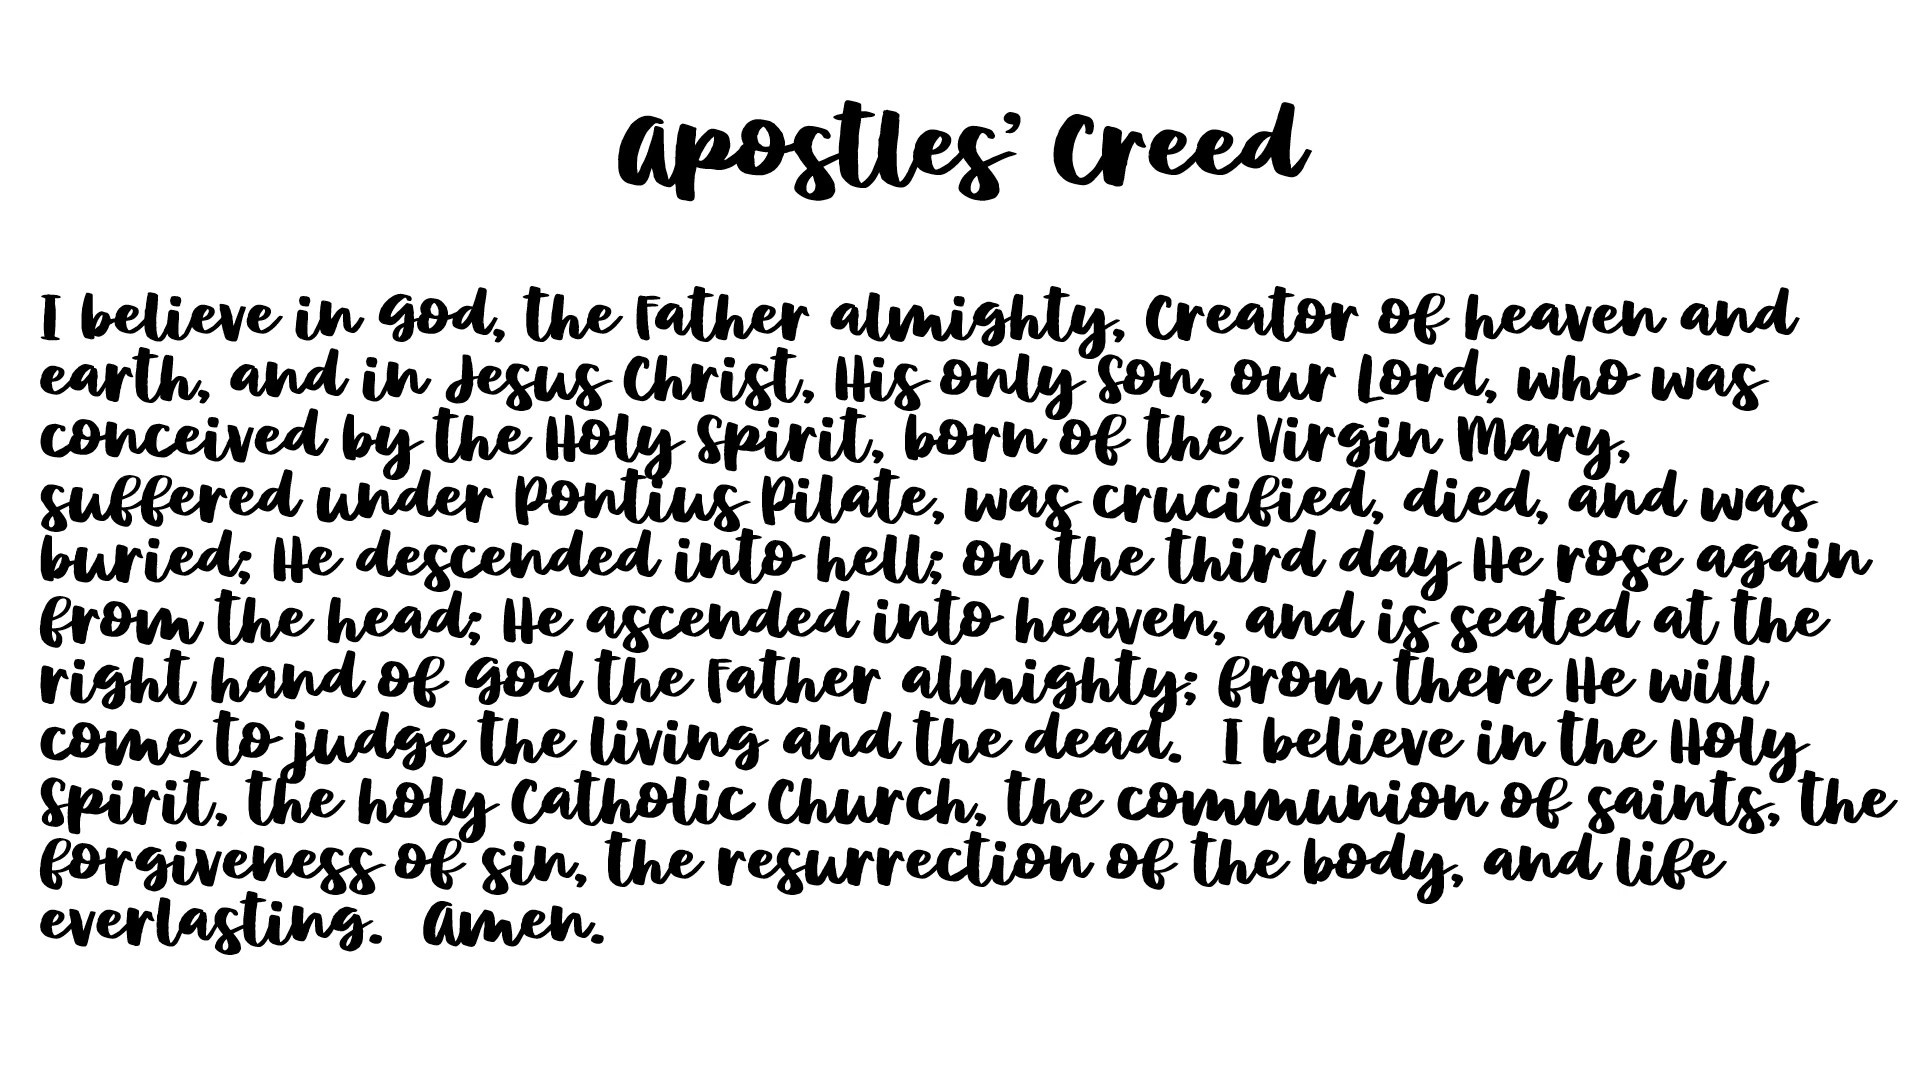 Apostles’ Creed
I believe in God, the Father almighty, Creator of heaven and
earth, and in Jesus Christ, His only Son, our Lord, who was
conceived by the Holy Spirit, born of the Virgin Mary,
suffered under Pontius Pilate, was crucified, died, and was
buried; He descended into hell; on the third day He rose again
from the head; He ascended into heaven, and is seated at the
right hand of God the Father almighty; from there He will
come to judge the living and the dead.  I believe in the Holy
Spirit, the holy Catholic Church, the communion of saints, the
forgiveness of sin, the resurrection of the body, and life
everlasting.  Amen.